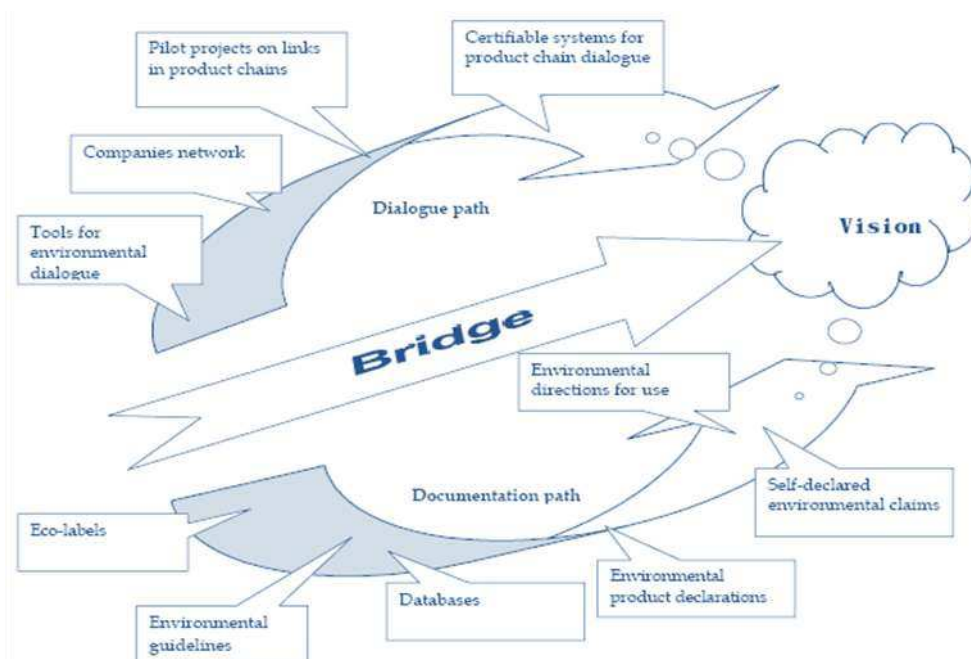 Pilot projects on links
in product chains
Certifiable systems for
product chain dialogue
Companies network
Dialogue path
Tools for
environmental
dialogue
Vision
Bridge
Environmental
directions for use
Documentation path
Self-declared
environmental claims
Eco-labels
Environmental
product declarations
Databases
Environmental
guidelines